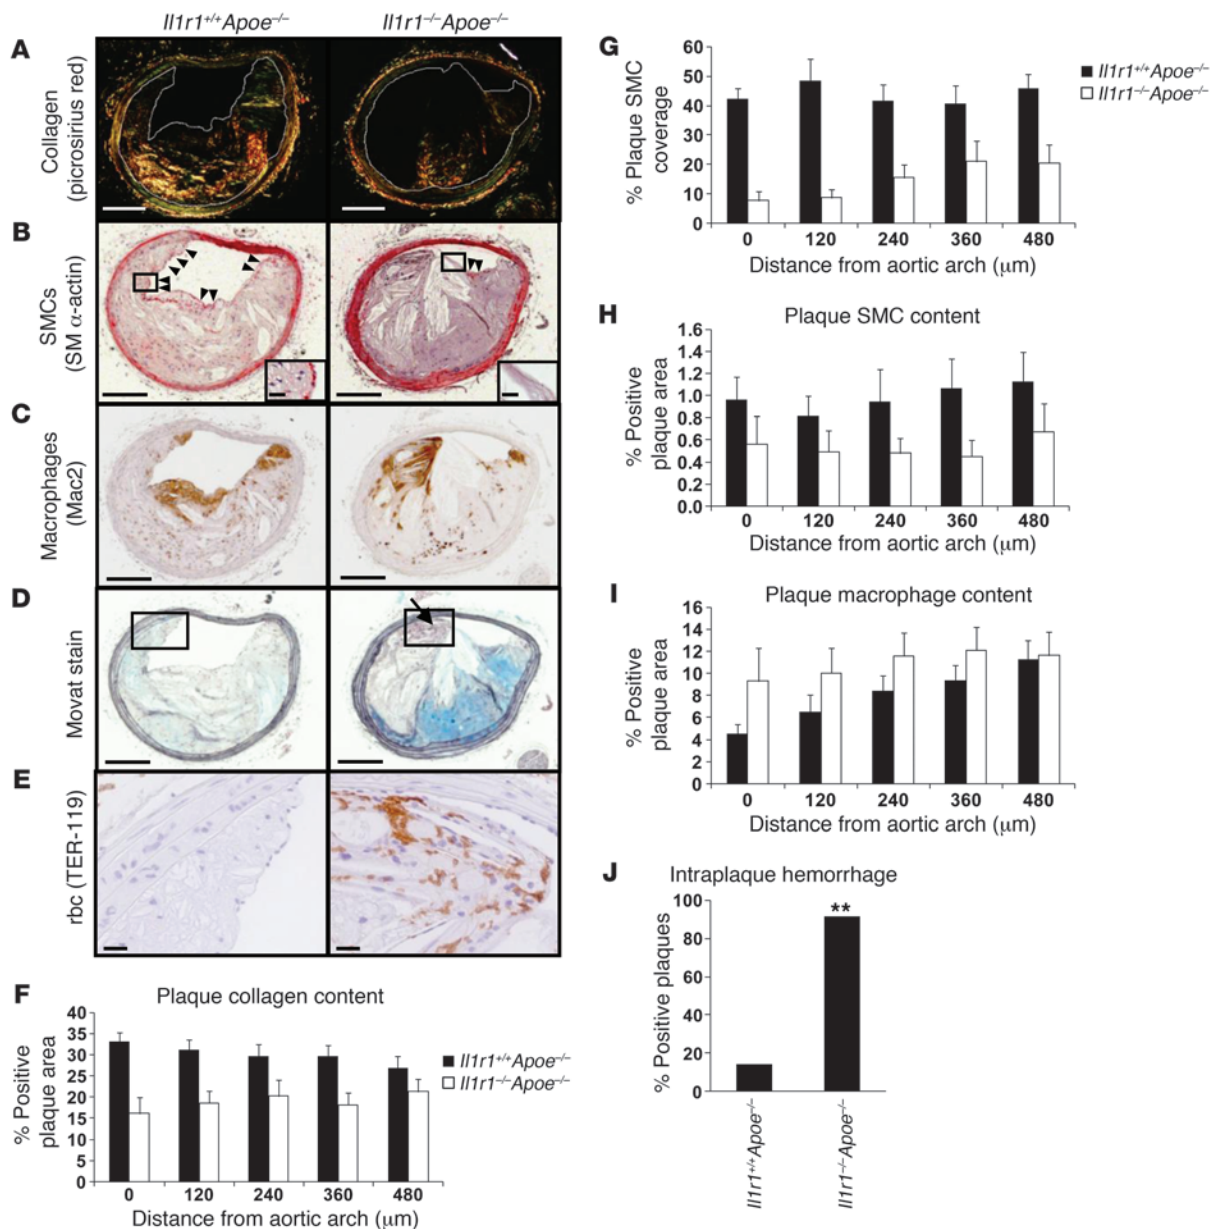 Il1r1+/+Apoe–/–
Il1r1–/–Apoe–/–
A
Collagen
(picrosirius red)
B
SMCs
(SM α-actin)
C
Macrophages
(Mac2)
D
Movat stain
E
rbc (TER-119)
F
Plaque collagen content
% Positive
plaque area
40
35
30
25
20
15
10
5
0
0 120 240 360 480
Distance from aortic arch (μm)
Il1r1+/+Apoe–/–
Il1r1–/–Apoe–/–
G
% Plaque SMC
coverage
60
50
40
30
20
10
0
0 120 240 360 480
Distance from aortic arch (μm)
Il1r1+/+Apoe–/–
Il1r1–/–Apoe–/–
H
Plaque SMC content
% Positive
plaque area
1.6
1.4
1.2
1.0
0.8
0.6
0.4
0.2
0.0
0 120 240 360 480
Distance from aortic arch (μm)
I
Plaque macrophage content
% Positive
plaque area
16
14
12
10
8
6
4
2
0
0 120 240 360 480
Distance from aortic arch (μm)
J
Intraplaque hemorrhage
% Positive plaques
100
80
60
40
20
0
**
Il1r1+/+Apoe–/–
Il1r1–/–Apoe–/–